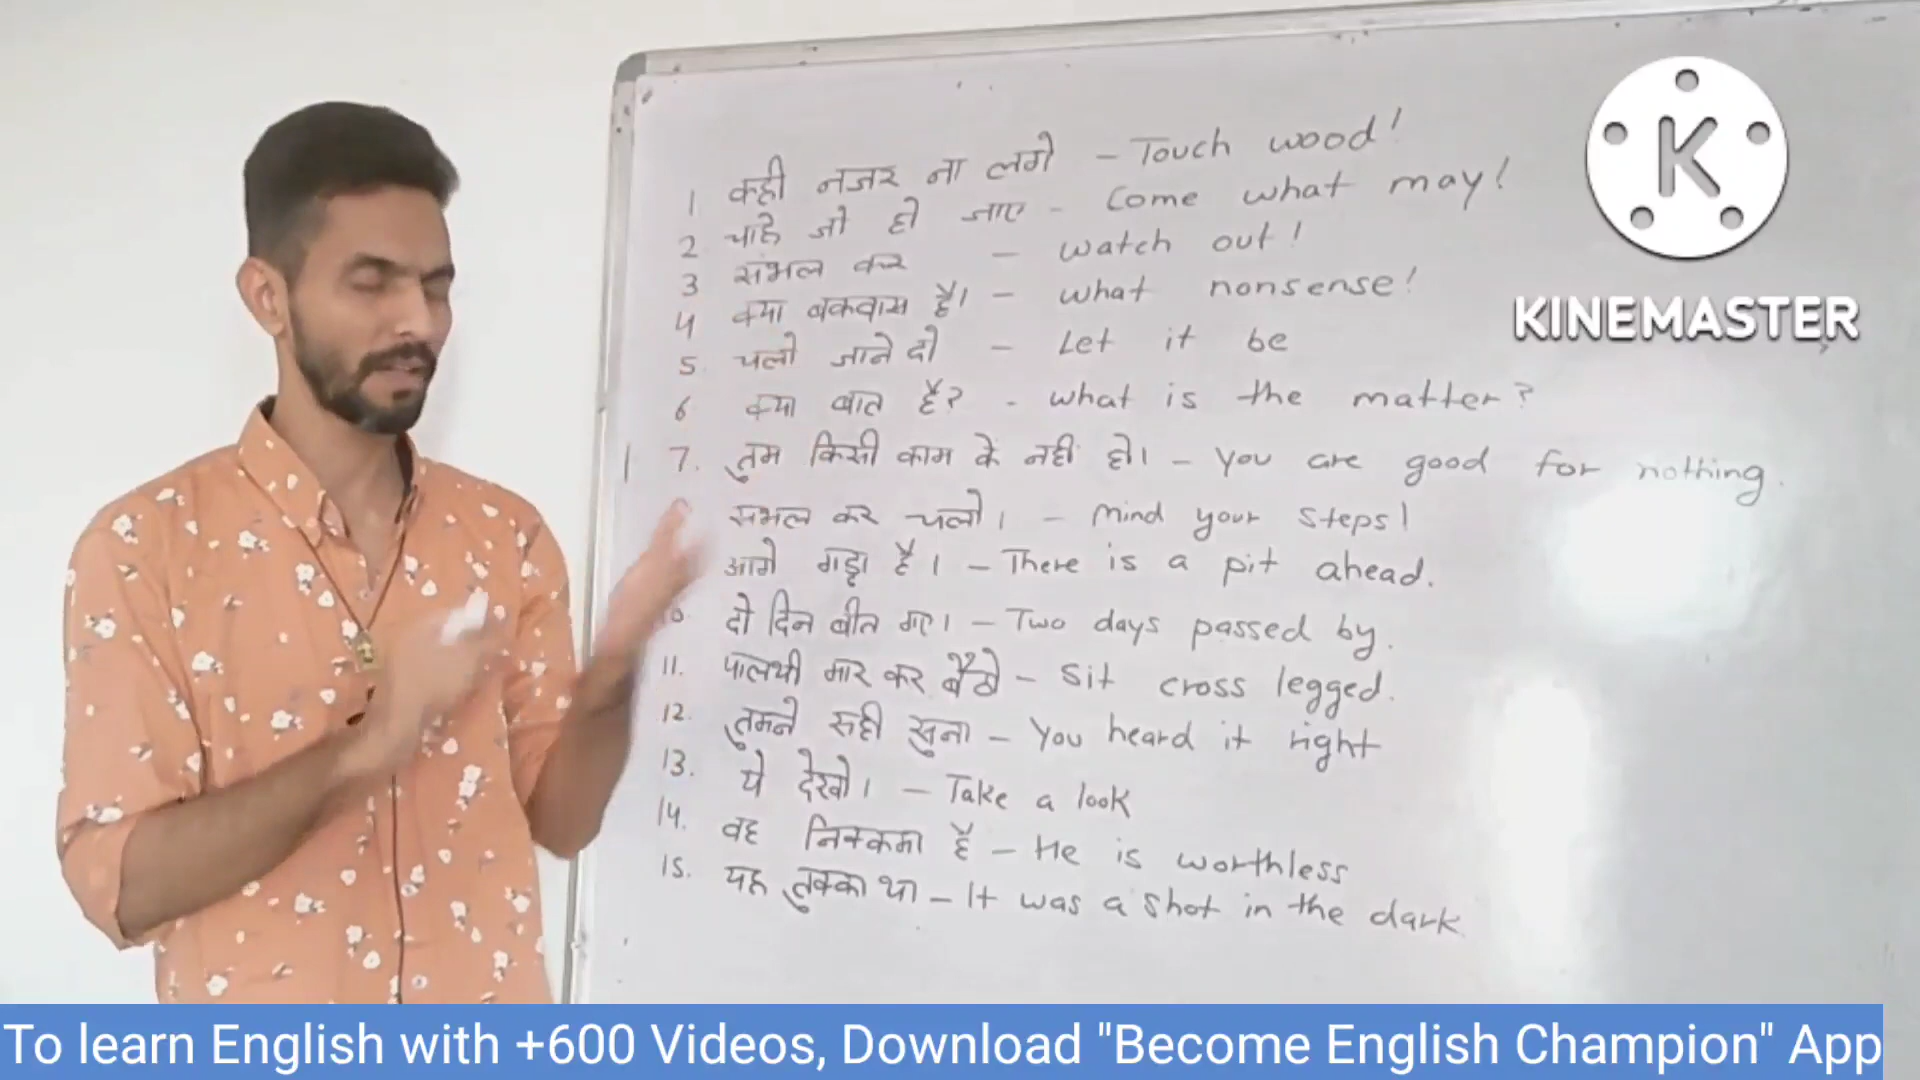 1 कही नजर ना लगे - Touch wood!
2 चाहे जो हो जाए - Come what may!
3 संभल कर - watch out!
4 क्या बकवास है। - what nonsense!
5 चलो जाने दो - Let it be
6 क्या बात है? - what is the matter?
7. तुम किसी काम के नही हो। - You are good for nothing.
संभल कर चलो। - Mind your steps!
आगे गड्ढा है। - There is a pit ahead.
दो दिन बीत गए। - Two days passed by.
11. पालथी मार कर बैठो - Sit cross legged.
12. तुमने सही सुना - You heard it right
13. ये देखो। - Take a look
14. वह निक्कमा है - He is worthless
15. यह तुक्का था - It was a shot in the dark.
K
KINEMASTER
To learn English with +600 Videos, Download "Become English Champion" App